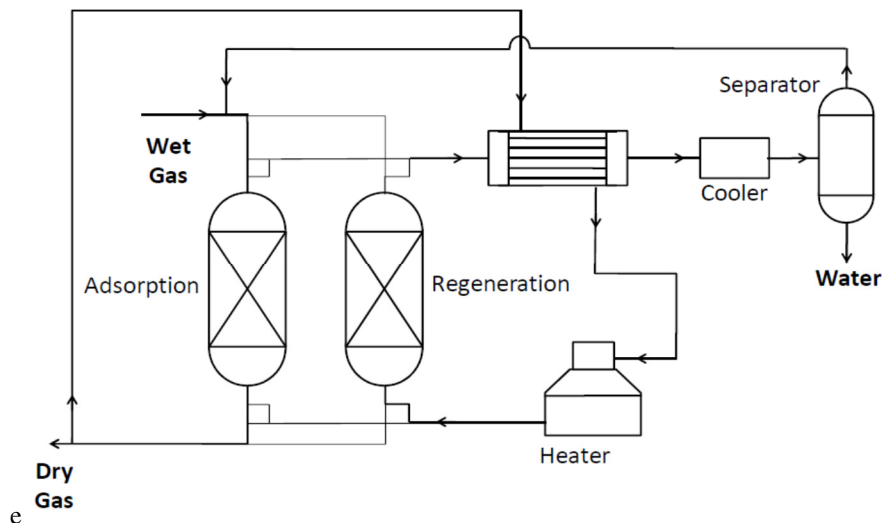 Separator
Wet
Gas
Cooler
Adsorption
Regeneration
Water
Heater
Dry
Gas
e